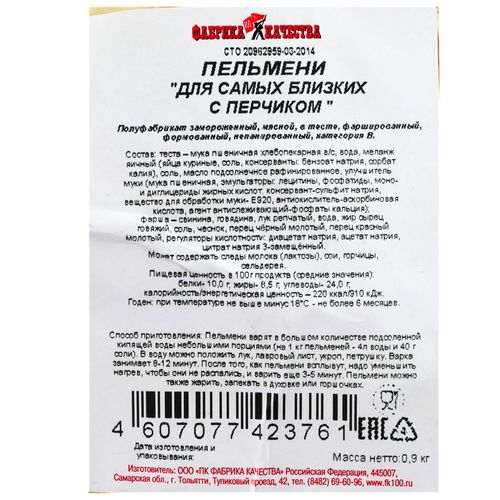 ФАБРИКА КАЧЕСТВА
СТО 20962959-03-2014
ПЕЛЬМЕНИ
"ДЛЯ САМЫХ БЛИЗКИХ
С ПЕРЧИКОМ "
Полуфабрикат замороженный, мясной, в тесте, фаршированный,
формованный, непанированный, категория В.
Состав: теста – мука пшеничная хлебопекарная в/с, вода, меланж
яичный (яйца куриные, соль, консерванты: бензоат натрия, сорбат
калия), соль, масло подсолнечное рафинированное, улучшитель
муки (мука пшеничная, эмульгаторы: лецитины, фосфатиды, моно-
и диглицериды жирных кислот; консервант-сульфит натрия,
вещество для обработки муки- Е920, антиокислитель-аскорбиновая
кислота, агент антислеживающий-фосфаты кальция);
фарша – свинина, говядина, лук репчатый, вода, жир сырец
говяжий, соль, чеснок, перец чёрный молотый, перец красный
молотый, регуляторы кислотности: диацетат натрия, ацетат натрия,
цитрат натрия 3-замещённый.
Может содержать следы молока (лактозы), сои, горчицы,
сельдерея.
Пищевая ценность в 100г продукта (средние значения):
белки- 10,0 г, жиры- 8,5 г, углеводы- 24,0 г,
калорийность/энергетическая ценность – 220 ккал/910 кДж.
Годен: при температуре не выше минус 18°С - не более 6 месяцев.
Способ приготовления: Пельмени варят в большом количестве подсоленной
кипящей воды небольшими порциями (на 1 кг пельменей - 4л воды и 40 г
соли). В воду можно положить лук, лавровый лист, укроп, петрушку. Варка
занимает 8-12 минут. После того, как пельмени всплывут, надо уменьшить
нагрев, чтобы они не распались, и варить еще 3-5 минут. Пельмени можно
также жарить, запекать в духовке или горшочках.
4 607077 423761
EAC
Дата изготовления и
упаковывания:
Масса нетто: 0,9 кг
Изготовитель: ООО "ПК ФАБРИКА КАЧЕСТВА" Российская Федерация, 445007,
Самарская обл., г. Тольятти, Тупиковый проезд, 42, тел. (8482) 69-60-96, www.fk100.ru